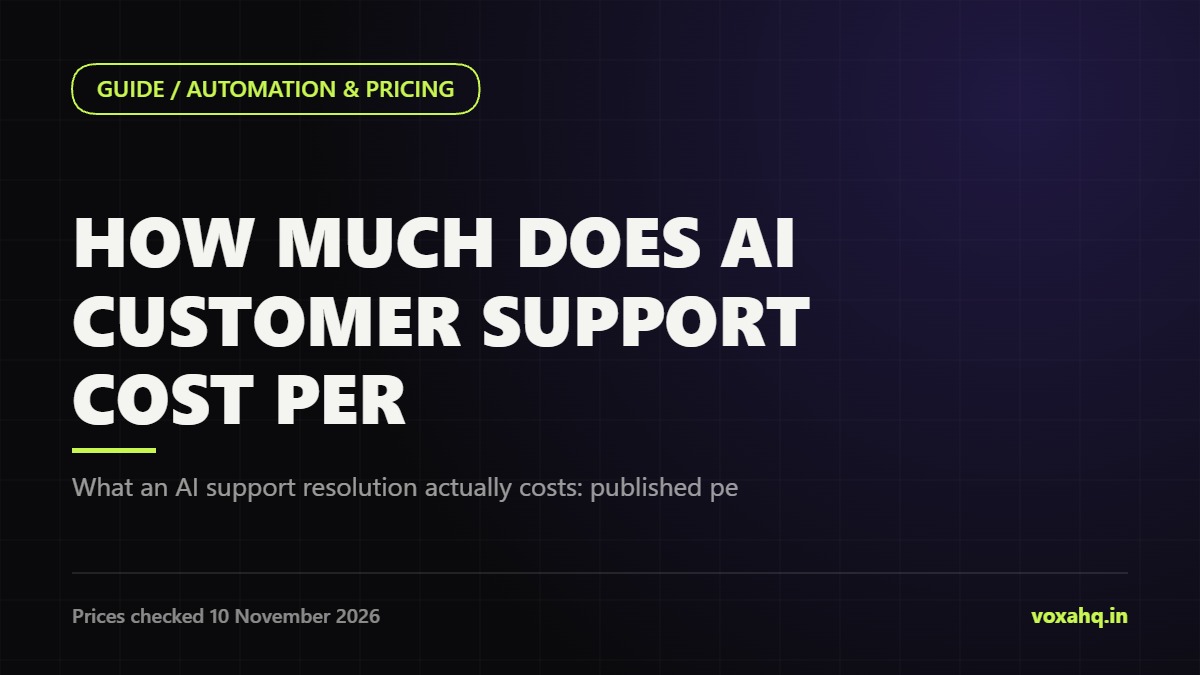 GUIDE / AUTOMATION & PRICING
HOW MUCH DOES AI
CUSTOMER SUPPORT
COST PER
What an AI support resolution actually costs: published pe
Prices checked 10 November 2026
voxahq.in